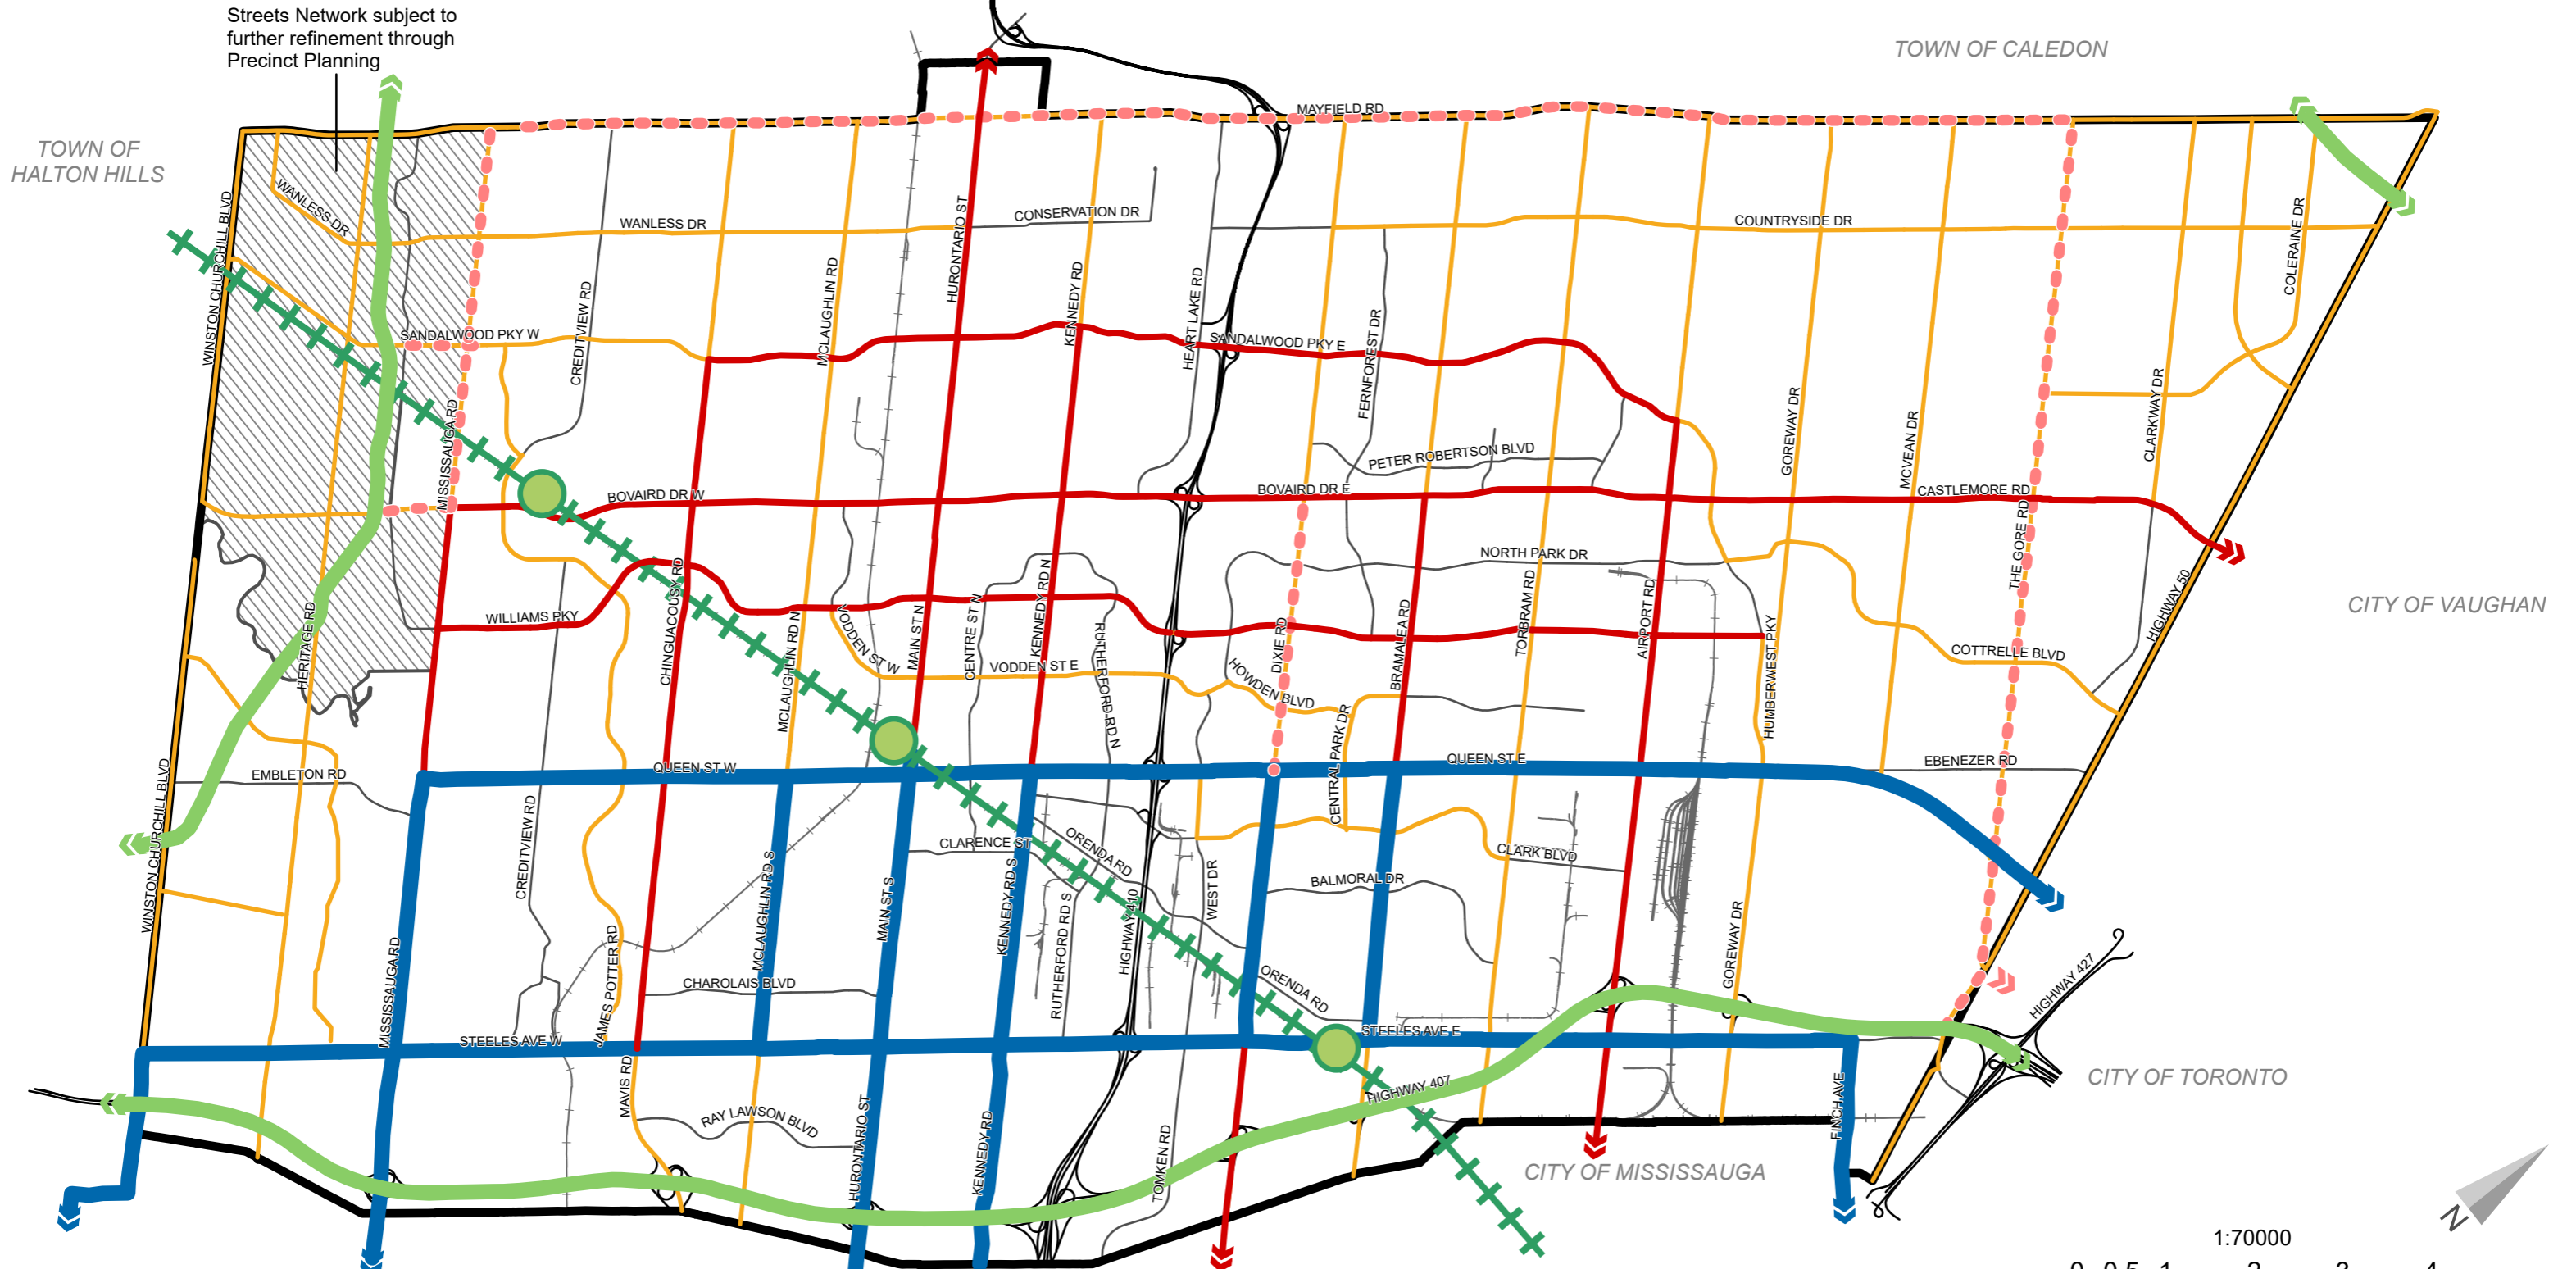 Streets Network subject to
further refinement through
Precinct Planning
TOWN OF CALEDON
TOWN OF
HALTON HILLS
MAYFIELD RD
WANLESS DR
WANLESS DR
CONSERVATION DR
COUNTRYSIDE DR
WINSTON CHURCHILL BLVD
CREDITVIEW RD
MCLAUGHLIN RD
HURONTARIO ST
KENNEDY RD
HEART LAKE RD
FERNFOREST DR
COLERAINE DR
SANDALWOOD PKY W
SANDALWOOD PKY E
MISSISSAUGA RD
GOREWAY DR
MCVEAN DR
CLARKWAY DR
PETER ROBERTSON BLVD
BOVAIRD DR W
BOVAIRD DR E
CASTLEMORE RD
THE GORE RD
NORTH PARK DR
HIGHWAY 50
CITY OF VAUGHAN
WILLIAMS PKY
CHINGUACOUSY RD
HERITAGE RD
MCLAUGHLIN RD N
VODDEN ST W
MAIN ST N
CENTRE ST N
KENNEDY RD N
RUTHERFORD RD N
VODDEN ST E
HOWDEN BLVD
DIXIE RD
CENTRAL PARK DR
BRAMALEA RD
TORBRAM RD
AIRPORT RD
HUMBERWEST PKY
COTTRELLE BLVD
EMBLETON RD
QUEEN ST W
QUEEN ST E
EBENEZER RD
WINSTON CHURCHILL BLVD
CREDITVIEW RD
CLARENCE ST
ORENDA RD
CLARK BLVD
BALMORAL DR
WEST DR
MISSISSAUGA RD
JAMES POTTER RD
MCLAUGHLIN RD S
MAIN ST S
KENNEDY RD S
RUTHERFORD RD S
HIGHWAY 410
GOREWAY DR
CHAROLAIS BLVD
ORENDA RD
HIGHWAY 427
STEELES AVE W
STEELES AVE E
MAVIS RD
RAY LAWSON BLVD
HURONTARIO ST
KENNEDY RD
TOMKEN RD
HIGHWAY 407
FINCH AVE
CITY OF TORONTO
CITY OF MISSISSAUGA
N
1:70000
0 0.5 1 2 3 4